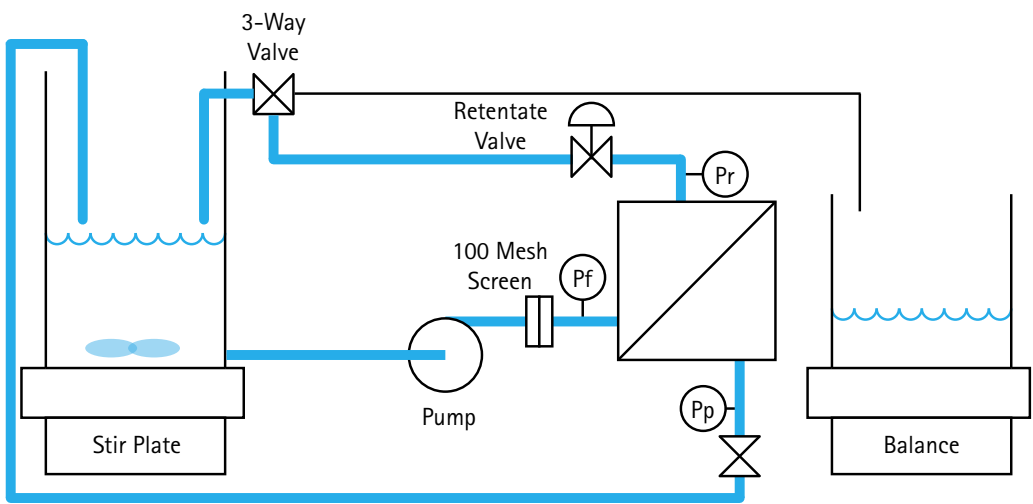 3-Way
Valve
Retentate
Valve
Pr
100 Mesh
Screen
Pf
Pump
Pp
Stir Plate
Balance